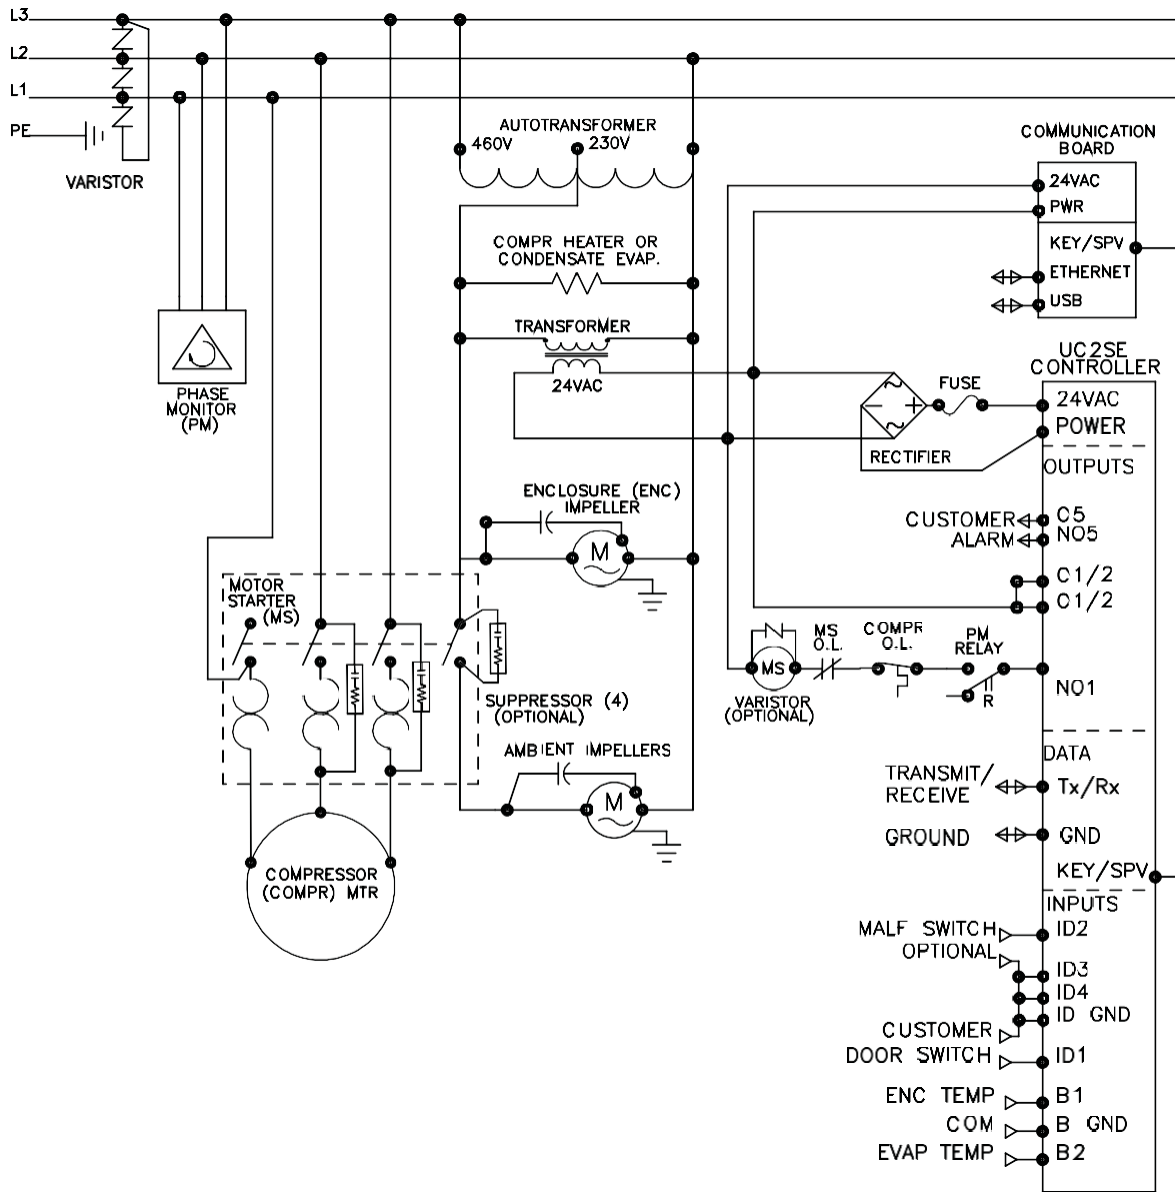 L3
L2
L1
PE
VARISTOR
AUTOTRANSFORMER
460V
230V
COMMUNICATION
BOARD
24VAC
PWR
KEY/SPV
ETHERNET
USB
COMPR HEATER OR
CONDENSATE EVAP.
TRANSFORMER
24VAC
PHASE
MONITOR
(PM)
UC2SE
CONTROLLER
FUSE
24VAC
POWER
RECTIFIER
OUTPUTS
ENCLOSURE (ENC)
IMPELLER
M
CUSTOMER
ALARM
C5
NO5
C1/2
C1/2
MOTOR
STARTER
(MS)
MS
O.L.
COMPR
O.L.
PM
RELAY
MS
R
NO1
VARISTOR
(OPTIONAL)
SUPPRESSOR (4)
(OPTIONAL)
AMBIENT IMPELLERS
M
DATA
TRANSMIT/
RECEIVE
Tx/Rx
GROUND
GND
KEY/SPV
COMPRESSOR
(COMPR) MTR
INPUTS
MALF SWITCH
OPTIONAL
ID2
ID3
ID4
ID GND
CUSTOMER
DOOR SWITCH
ID1
ENC TEMP
B1
COM
B GND
EVAP TEMP
B2